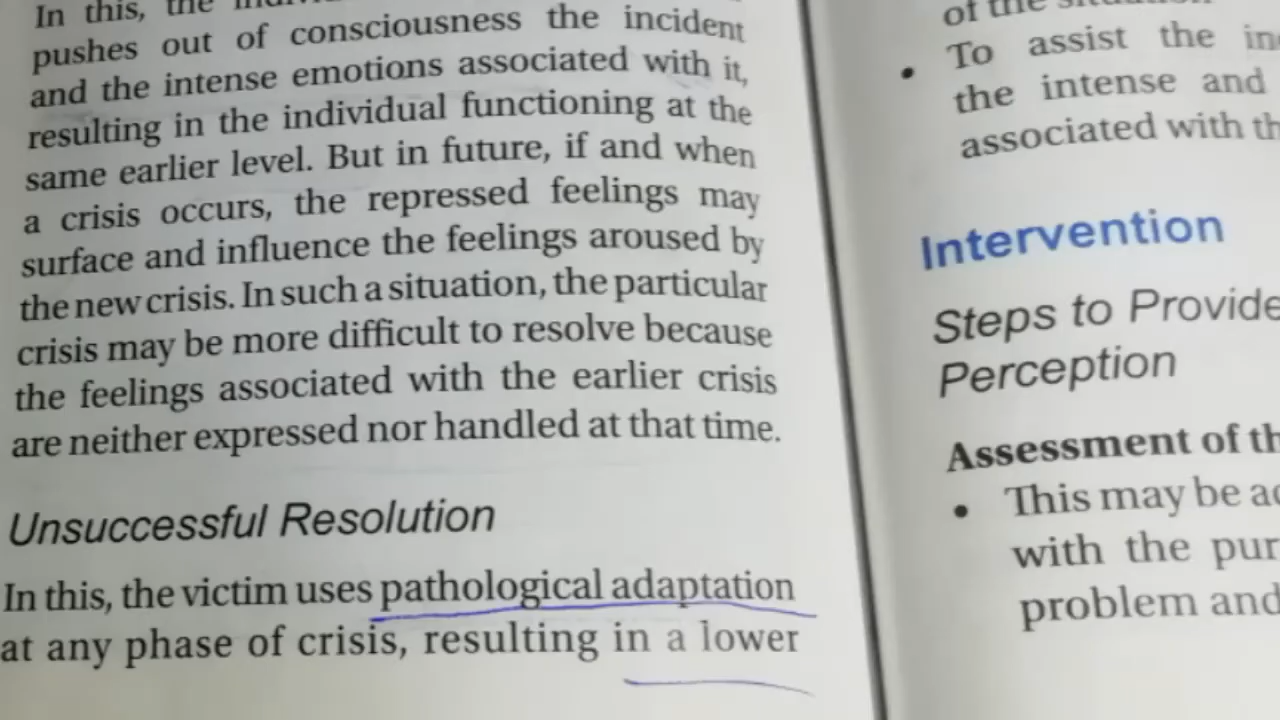 In this, the
pushes out of consciousness the incident
and the intense emotions associated with it,
resulting in the individual functioning at the
same earlier level. But in future, if and when
a crisis occurs, the repressed feelings may
surface and influence the feelings aroused by
the new crisis. In such a situation, the particular
crisis may be more difficult to resolve because
the feelings associated with the earlier crisis
are neither expressed nor handled at that time.
Unsuccessful Resolution
In this, the victim uses pathological adaptation
at any phase of crisis, resulting in a lower
of the
• To assist the
the intense and
associated with
Intervention
Steps to Provide
Perception
Assessment of
• This may be
with the
problem and